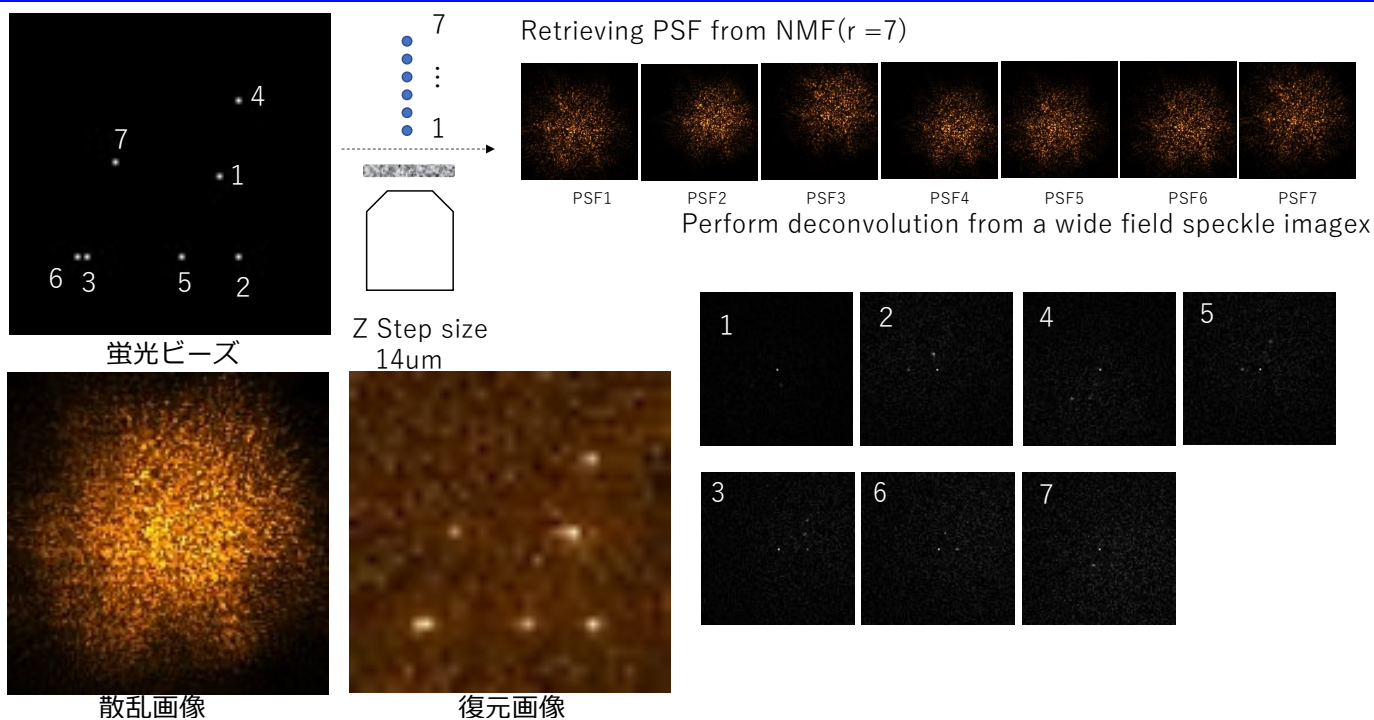 4
7
1
6
3
5
2
蛍光ビーズ
7
⋮
1
Z Step size
14um
Retrieving PSF from NMF(r =7)
PSF1
PSF2
PSF3
PSF4
PSF5
PSF6
PSF7
Perform deconvolution from a wide field speckle imagex
1
2
4
5
3
6
7
散乱画像
復元画像